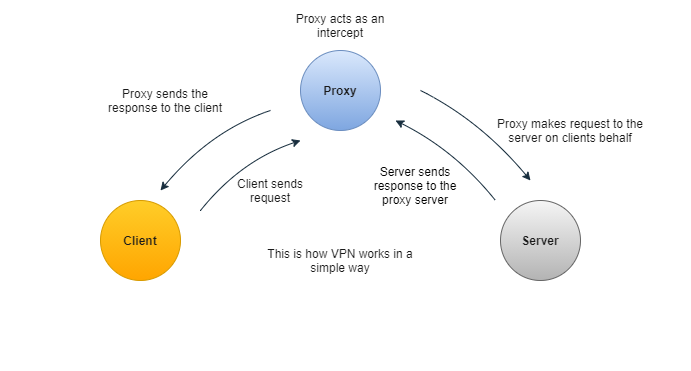 Proxy acts as an
intercept
Proxy
Proxy sends the
response to the client
Proxy makes request to the
server on clients behalf
Client sends
request
Server sends
response to the
proxy server
Client
Server
This is how VPN works in a
simple way